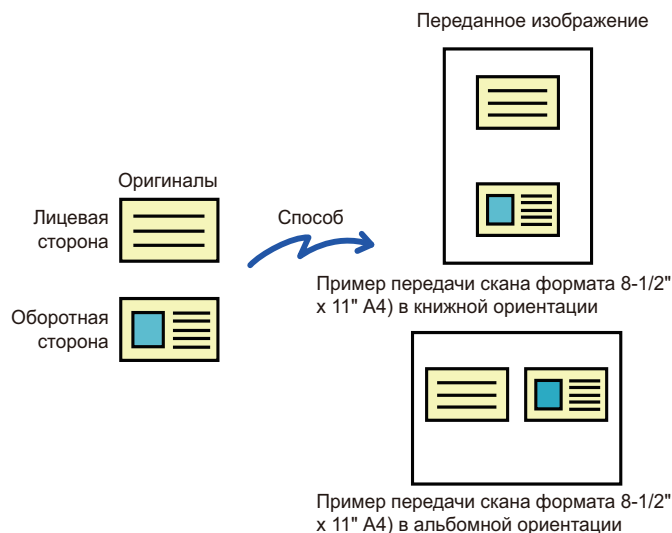 Переданное изображение
Оригиналы
Лицевая
сторона
Способ
Оборотная
сторона
Пример передачи скана формата 8-1/2"
x 11" A4) в книжной ориентации
Пример передачи скана формата 8-1/2"
x 11" A4) в альбомной ориентации